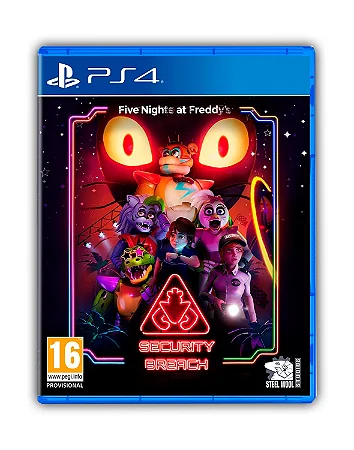 PS4
Five Nights at Freddy's
SECURITY
BREACH
16
www.pegi.info
PROVISIONAL
STEEL WOOL
STUDIOS